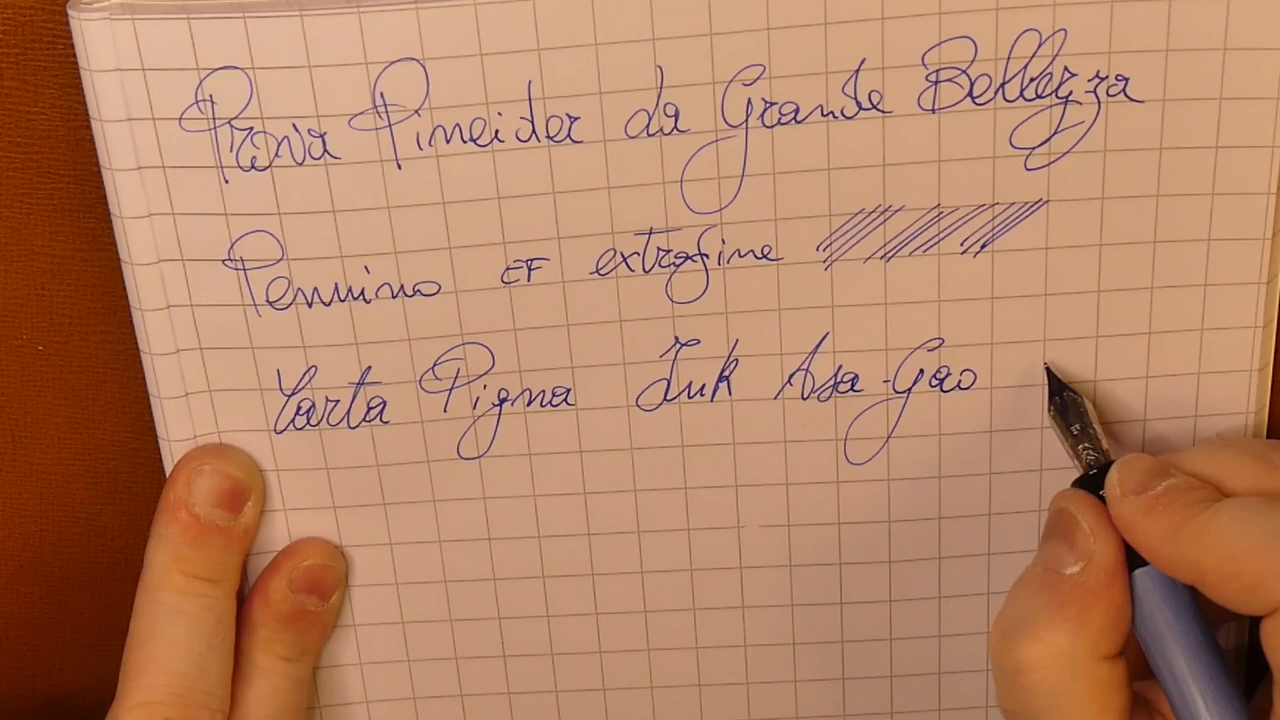 Prova Pineider da Grande Bellezza
Pennino EF extrafine
Carta Pigna Ink Asa-Gao